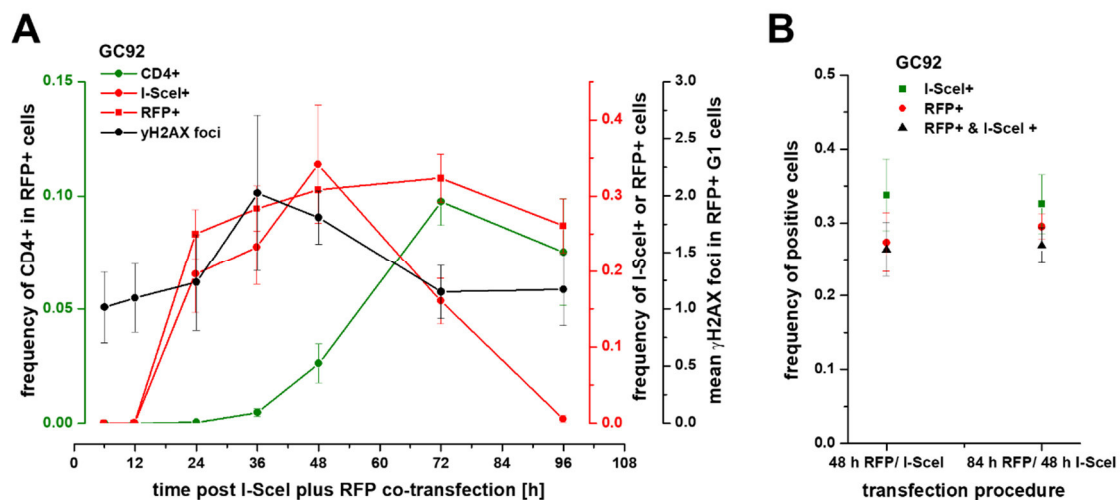 A
GC92
CD4+
I-SceI+
RFP+
γH2AX foci
frequency of CD4+ in RFP+ cells
0.15
0.10
0.05
0.00
0.4
0.3
0.2
0.1
0.0
frequency of I-SceI+ or RFP+ cells
3.0
2.5
2.0
1.5
1.0
0.5
0.0
mean γH2AX foci in RFP+ G1 cells
0 12 24 36 48 60 72 84 96 108
time post I-SceI plus RFP co-transfection [h]
B
GC92
I-SceI+
RFP+
RFP+ & I-SceI +
frequency of positive cells
0.5
0.4
0.3
0.2
0.1
0.0
48 h RFP/ I-SceI 84 h RFP/ 48 h I-SceI
transfection procedure